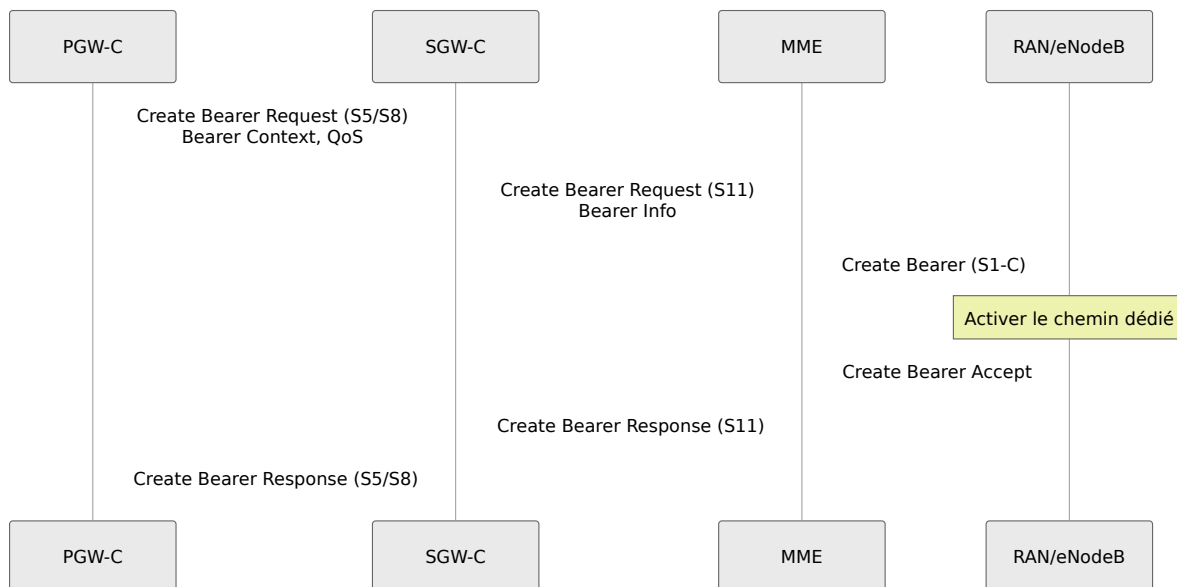 PGW-C
SGW-C
MME
RAN/eNodeB
Create Bearer Request (S5/S8)
Bearer Context, QoS
Create Bearer Request (S11)
Bearer Info
Create Bearer (S1-C)
Activer le chemin dédié
Create Bearer Accept
Create Bearer Response (S11)
Create Bearer Response (S5/S8)
PGW-C
SGW-C
MME
RAN/eNodeB